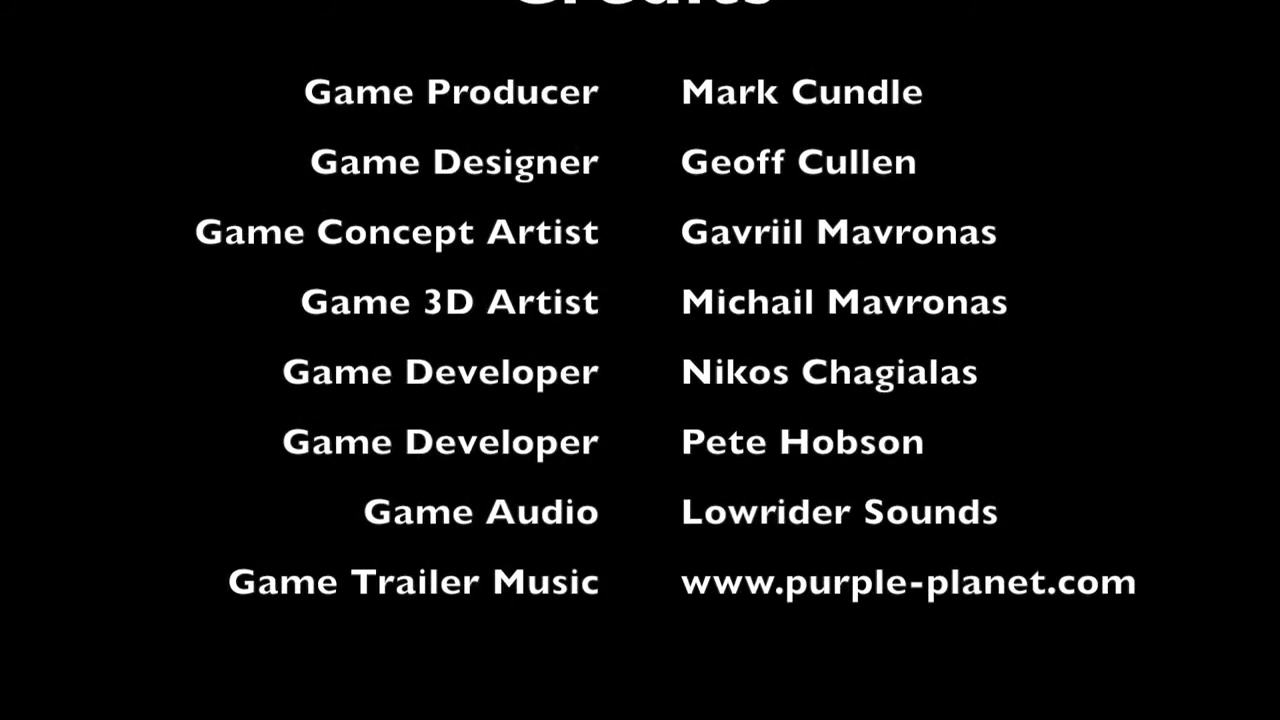 Credits
Game Producer Mark Cundle
Game Designer Geoff Cullen
Game Concept Artist Gavriil Mavronas
Game 3D Artist Michail Mavronas
Game Developer Nikos Chagialas
Game Developer Pete Hobson
Game Audio Lowrider Sounds
Game Trailer Music www.purple-planet.com